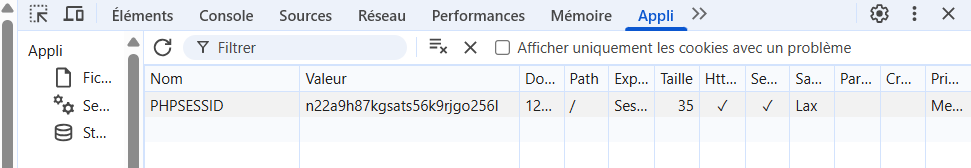 Éléments Console Sources Réseau Performances Mémoire Appli
Appli
Filtrer Afficher uniquement les cookies avec un problème
Fic...
Se...
St...
Nom Valeur Do... Path Exp... Taille Htt... Se... Sa... Par... Cr... Pri...
PHPSESSID n22a9h87kgsats56k9rjgo256l 12... / Ses... 35 ✓ ✓ Lax Me...